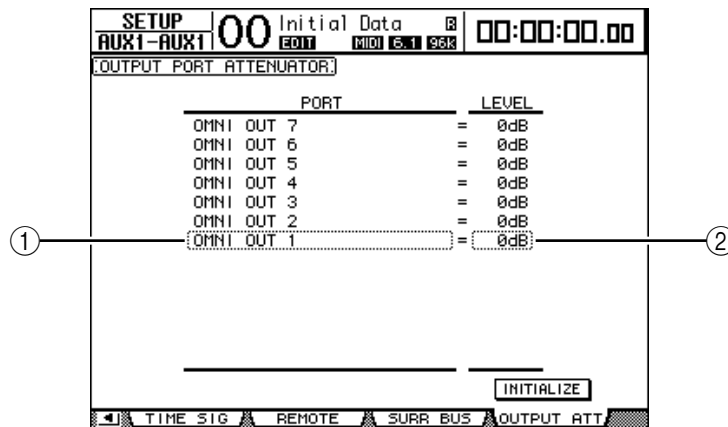 SETUP
AUX1-AUX1
00
Initial Data
EDIT MIDI 6.1 96k
00:00:00.00
OUTPUT PORT ATTENUATOR
PORT LEVEL
OMNI OUT 7 = 0dB
OMNI OUT 6 = 0dB
OMNI OUT 5 = 0dB
OMNI OUT 4 = 0dB
OMNI OUT 3 = 0dB
OMNI OUT 2 = 0dB
1 OMNI OUT 1 = 0dB 2
INITIALIZE
TIME SIG REMOTE SURR BUS OUTPUT ATT